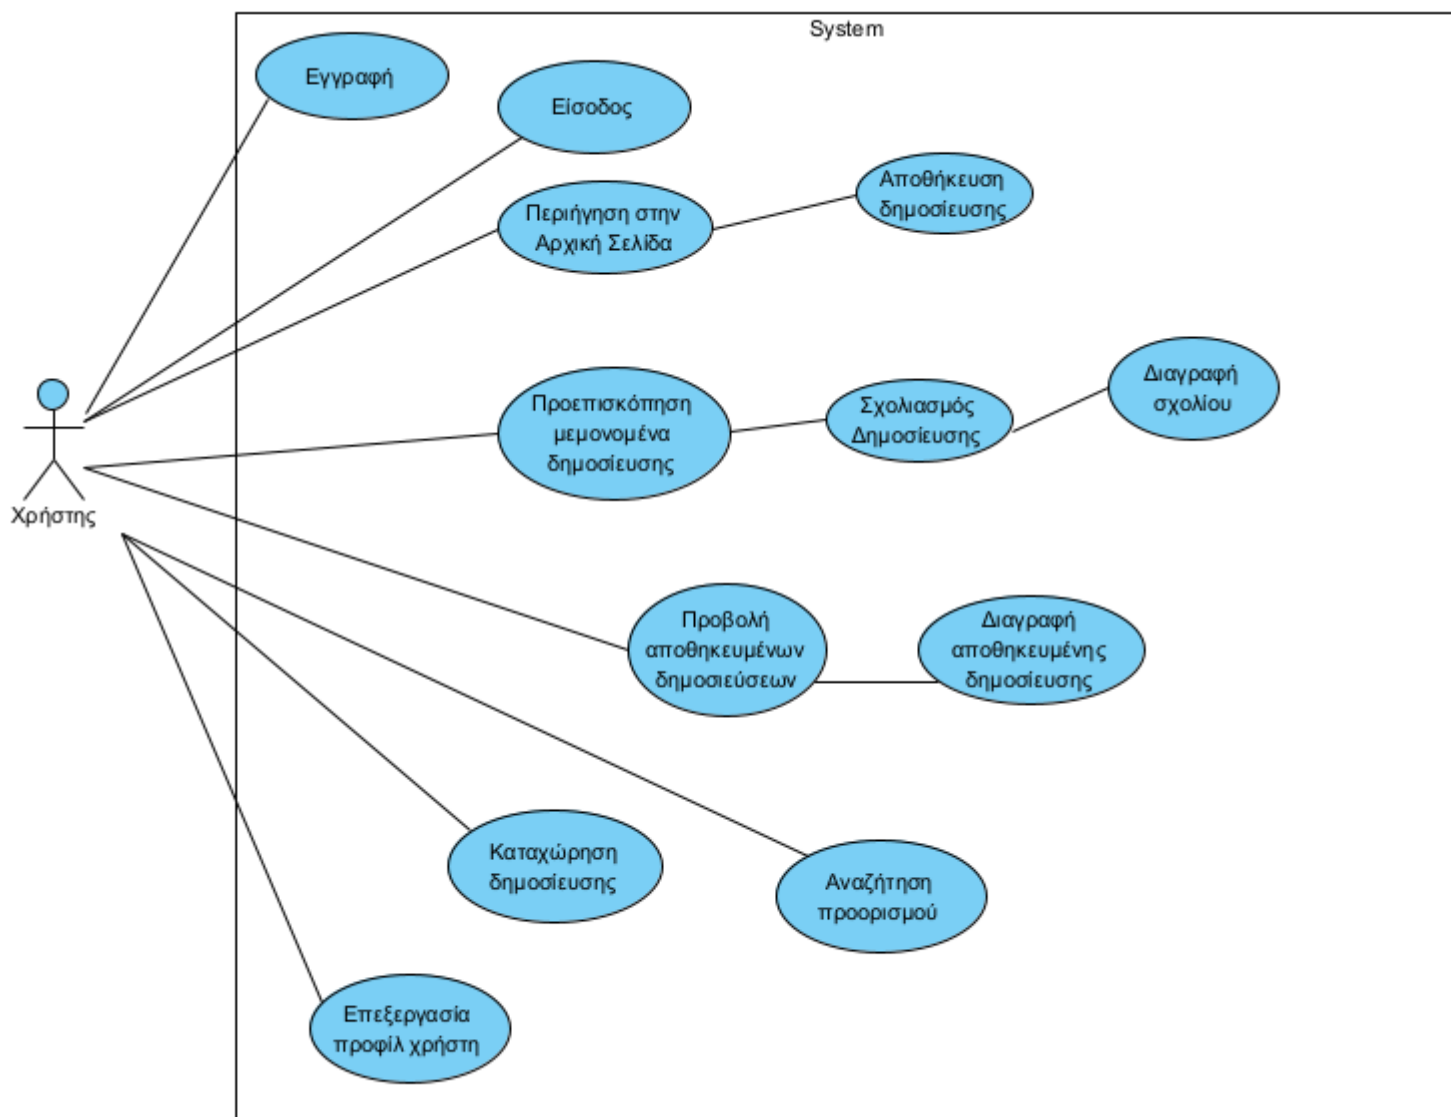 System
Εγγραφή
Είσοδος
Περιήγηση στην
Αρχική Σελίδα
Αποθήκευση
δημοσίευσης
Προεπισκόπηση
μεμονομένα
δημοσίευσης
Σχολιασμός
Δημοσίευσης
Διαγραφή
σχολίου
Χρήστης
Προβολή
αποθηκευμένων
δημοσιεύσεων
Διαγραφή
αποθηκευμένης
δημοσίευσης
Καταχώρηση
δημοσίευσης
Αναζήτηση
προορισμού
Επεξεργασία
προφίλ χρήστη